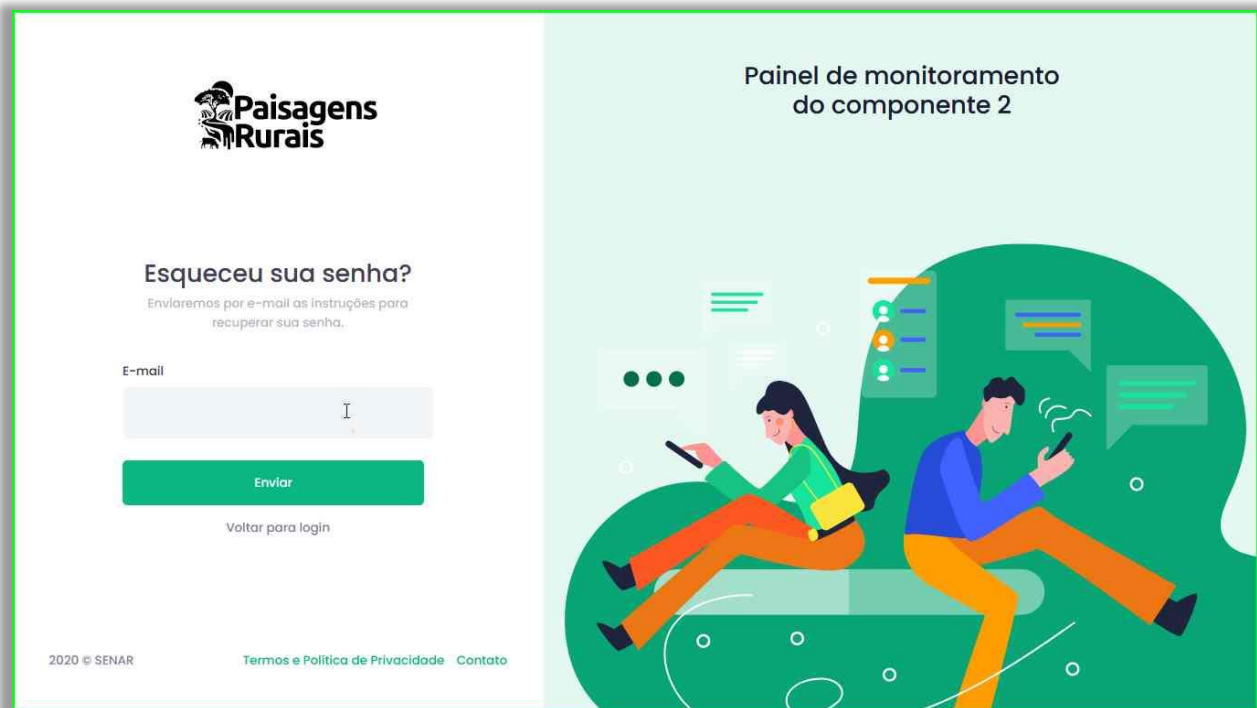 Paisagens
Rurais
Esqueceu sua senha?
Enviaremos por e-mail as instruções para
recuperar sua senha.
E-mail
Enviar
Voltar para login
2020 © SENAR
Termos e Política de Privacidade Contato
Painel de monitoramento
do componente 2